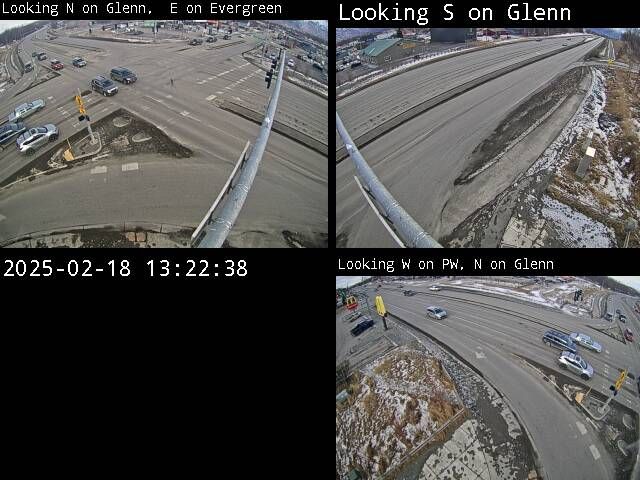 Looking N on Glenn,  E on Evergreen
Looking S on Glenn
2025-02-18 13:22:38
Looking W on PW, N on Glenn